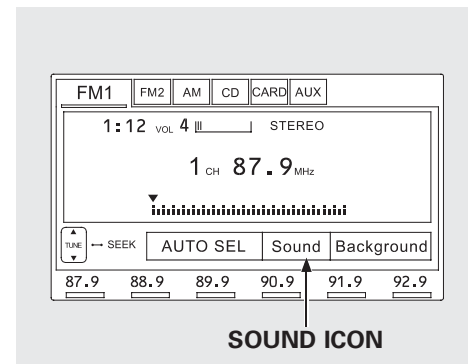 FM1 FM2 AM CD CARD AUX
1:12 VOL 4 STEREO
1 CH 87.9 MHz
TUNE SEEK AUTO SEL Sound Background
87.9 88.9 89.9 90.9 91.9 92.9
SOUND ICON